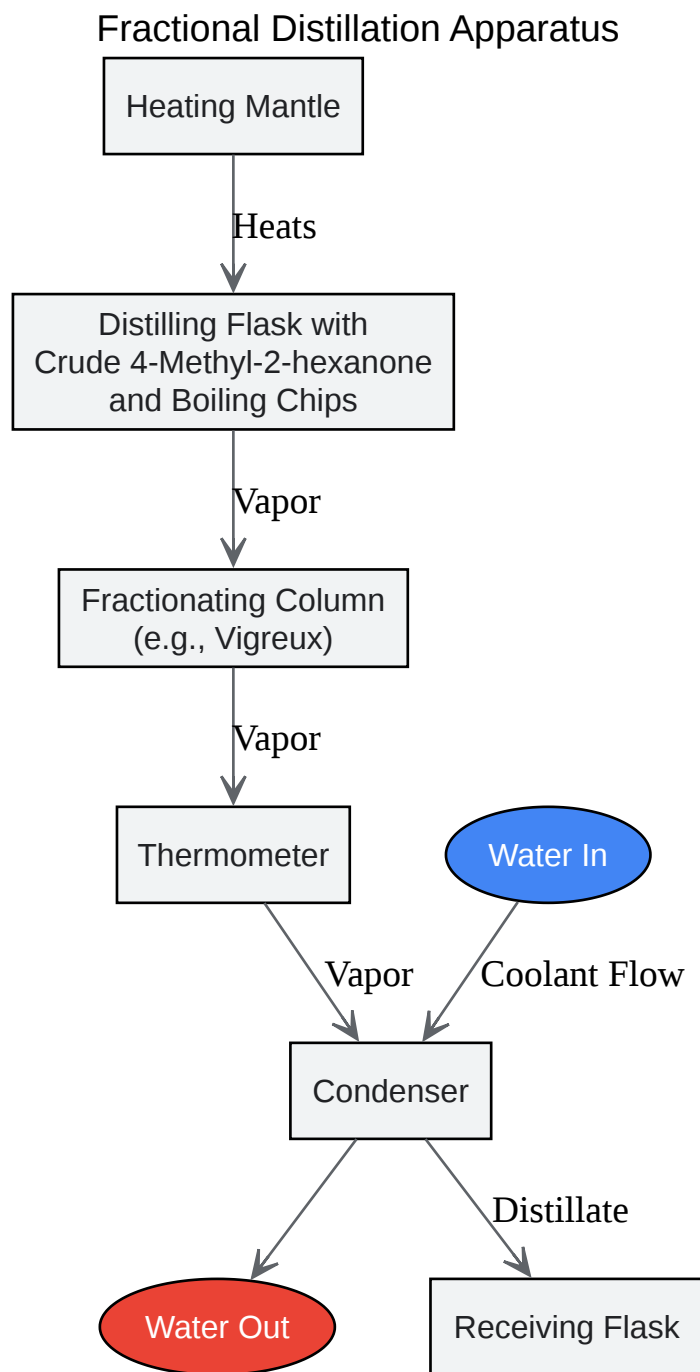 Fractional Distillation Apparatus
Heating Mantle
Heats
Distilling Flask with
Crude 4-Methyl-2-hexanone
and Boiling Chips
Vapor
Fractionating Column
(e.g., Vigreux)
Vapor
Thermometer
Water In
Vapor
Coolant Flow
Condenser
Distillate
Water Out
Receiving Flask